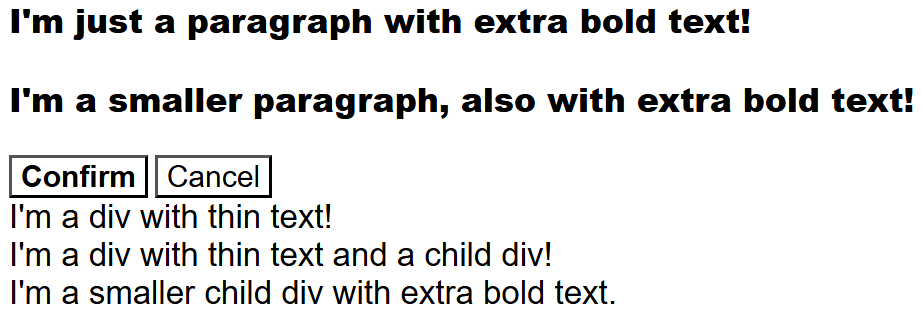 I'm just a paragraph with extra bold text!
I'm a smaller paragraph, also with extra bold text!
Confirm Cancel
I'm a div with thin text!
I'm a div with thin text and a child div!
I'm a smaller child div with extra bold text.